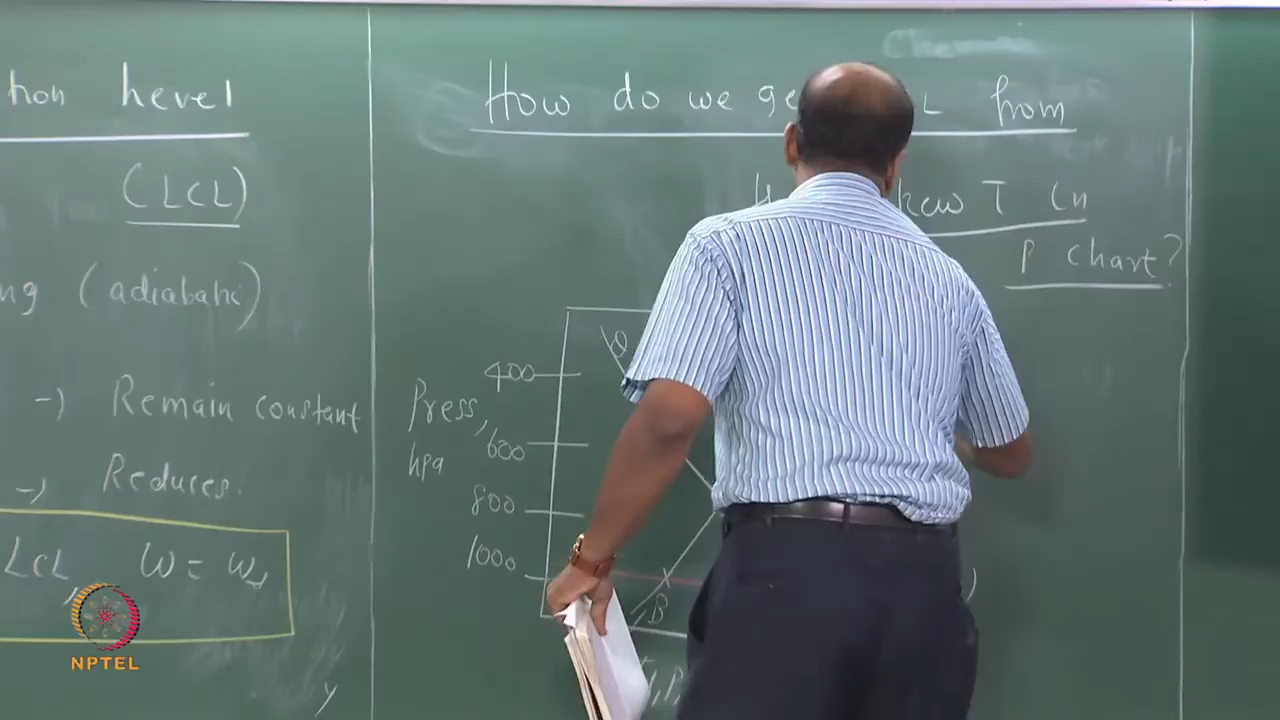 hon level
(LCL)
ng (adiabatic)
-) Remain constant
-) Reduces.
LCL, w = ws
y
How do we ge L from
kew T Ln
P chart?
θ
400
Press,
600
hpa
800
1000
B
)
NPTEL